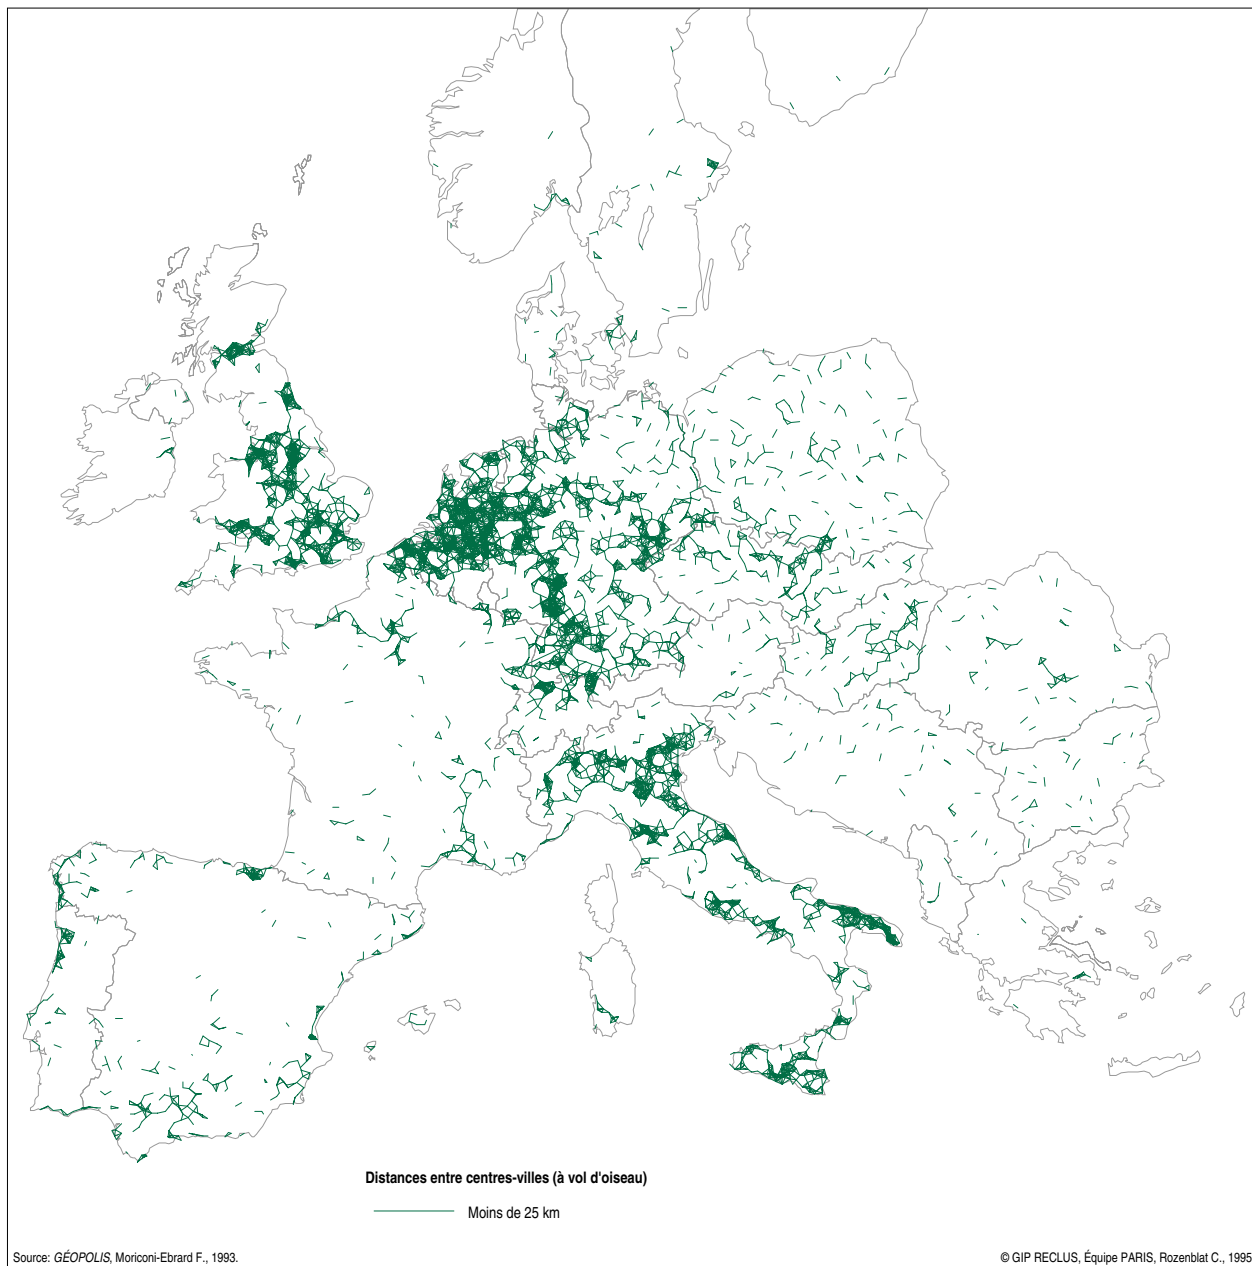 Distances entre centres-villes (à vol d'oiseau)
Moins de 25 km
Source: GÉOPOLIS, Moriconi-Ebrard F., 1993.
© GIP RECLUS, Équipe PARIS, Rozenblat C., 1995